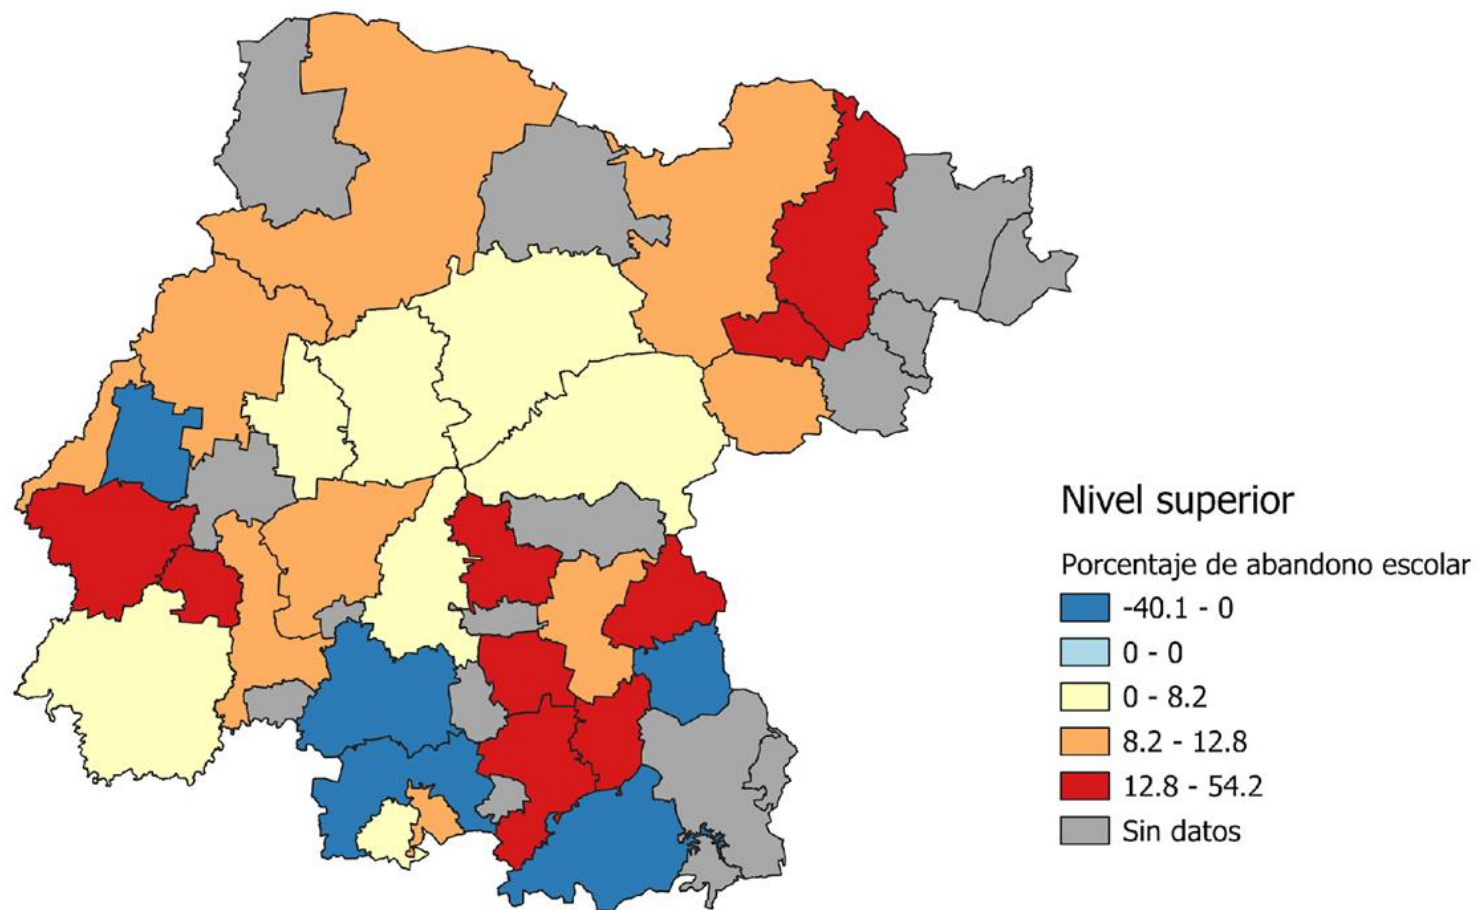 Nivel superior
Porcentaje de abandono escolar
-40.1 - 0
0 - 0
0 - 8.2
8.2 - 12.8
12.8 - 54.2
Sin datos